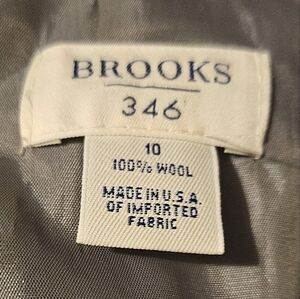 BROOKS
346
10
100% WOOL
MADE IN U.S.A.
OF IMPORTED
FABRIC